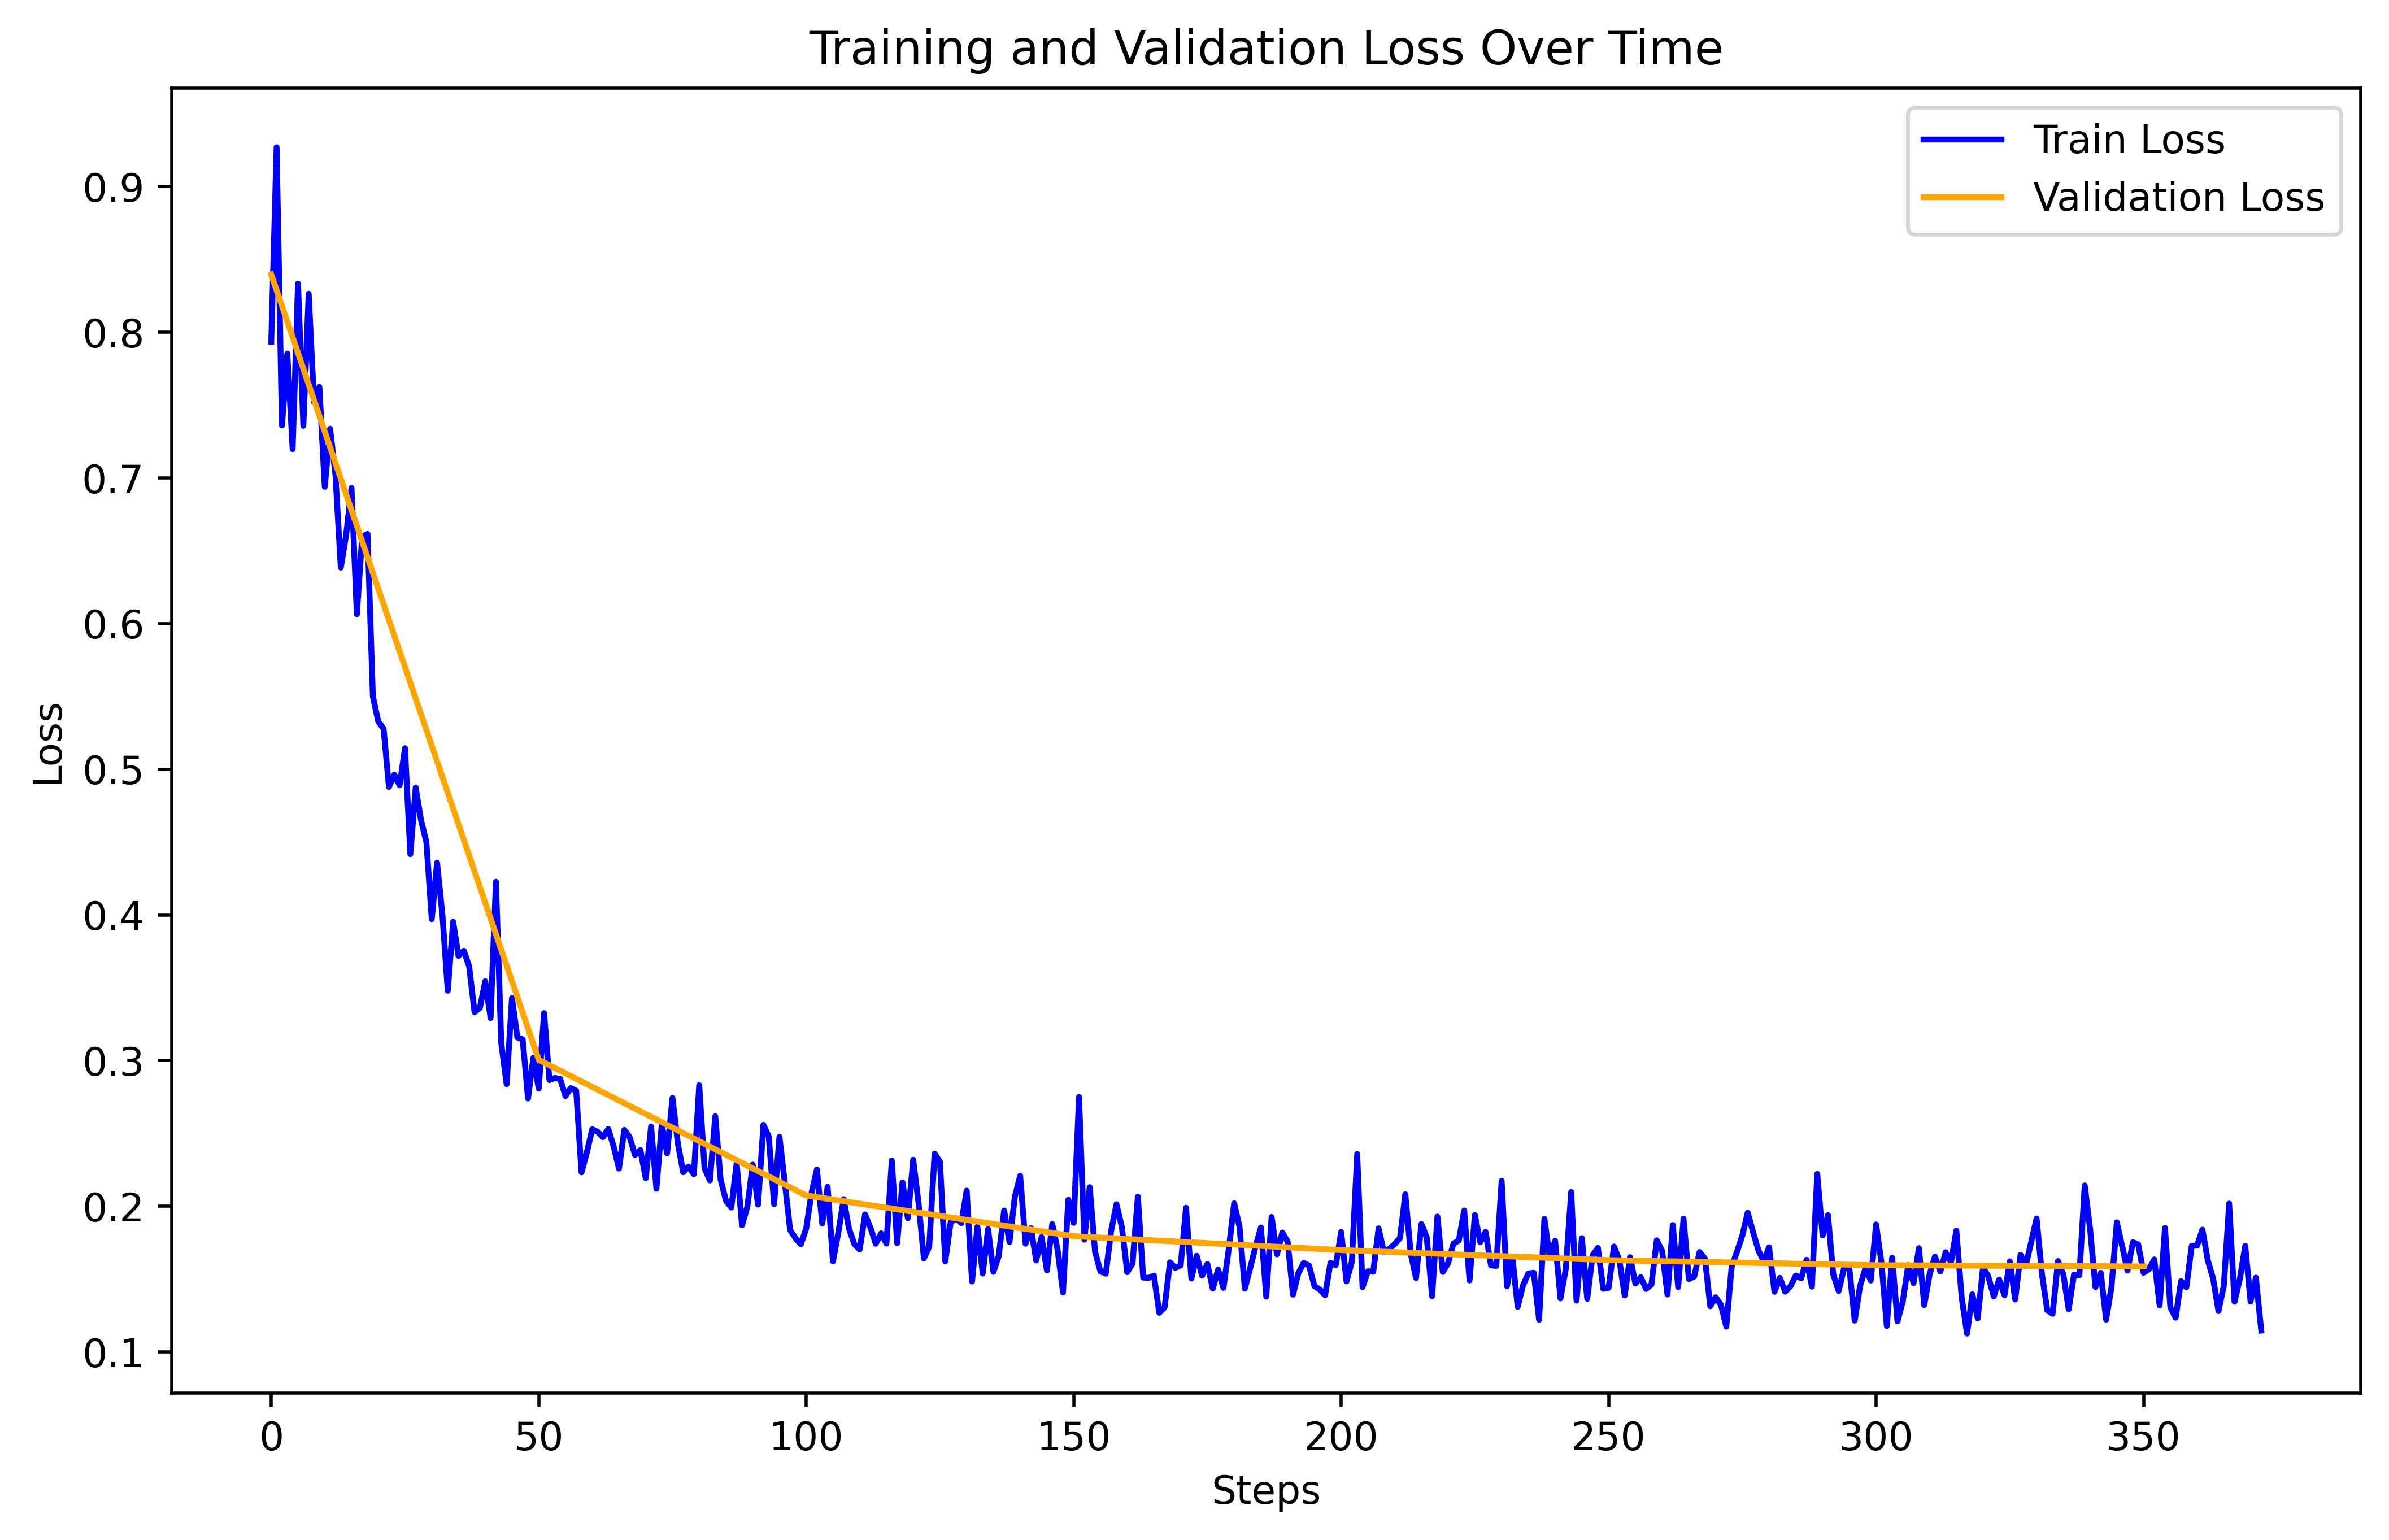 Training and Validation Loss Over Time
Train Loss
Validation Loss
0.9
0.8
0.7
0.6
0.5
0.4
0.3
0.2
0.1
Loss
0 50 100 150 200 250 300 350
Steps